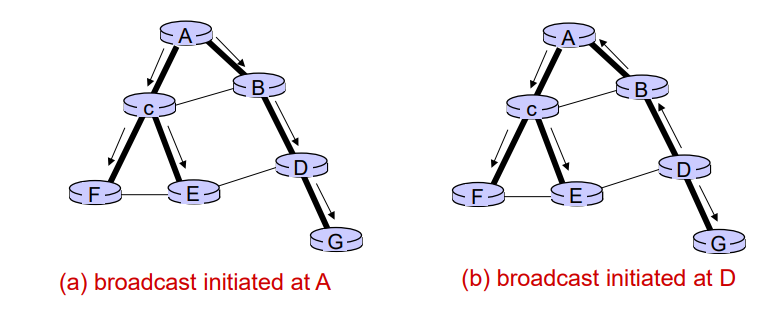 A
A
B
B
c
c
D
D
F
E
F
E
G
G
(a) broadcast initiated at A
(b) broadcast initiated at D